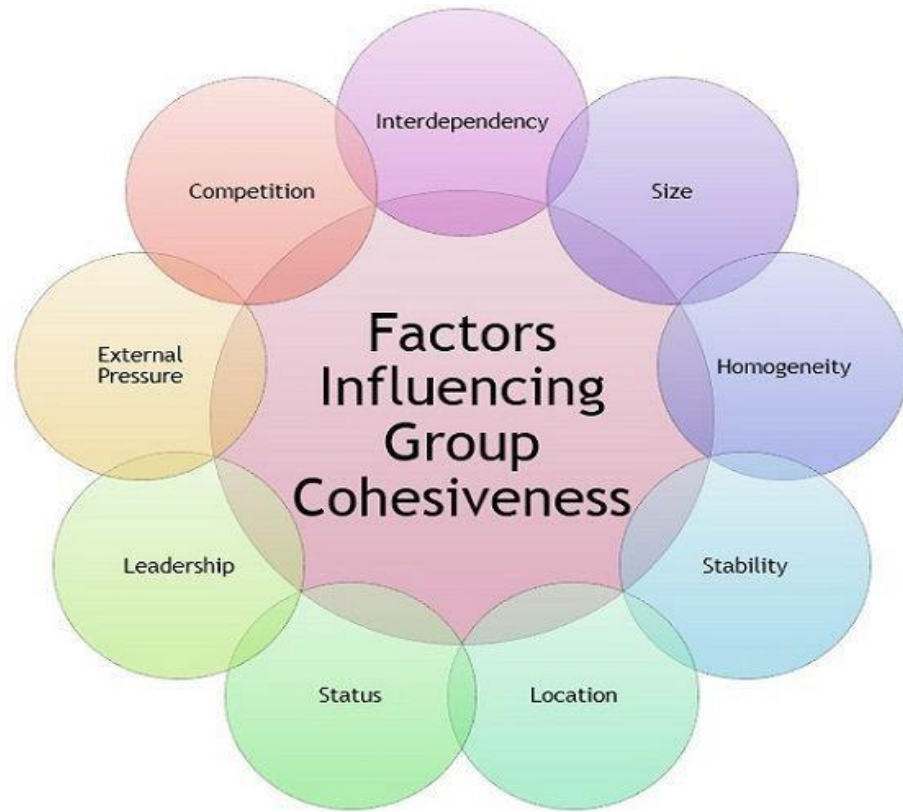 Interdependency
Size
Homogeneity
Stability
Location
Status
Leadership
External
Pressure
Competition
Factors
Influencing
Group
Cohesiveness